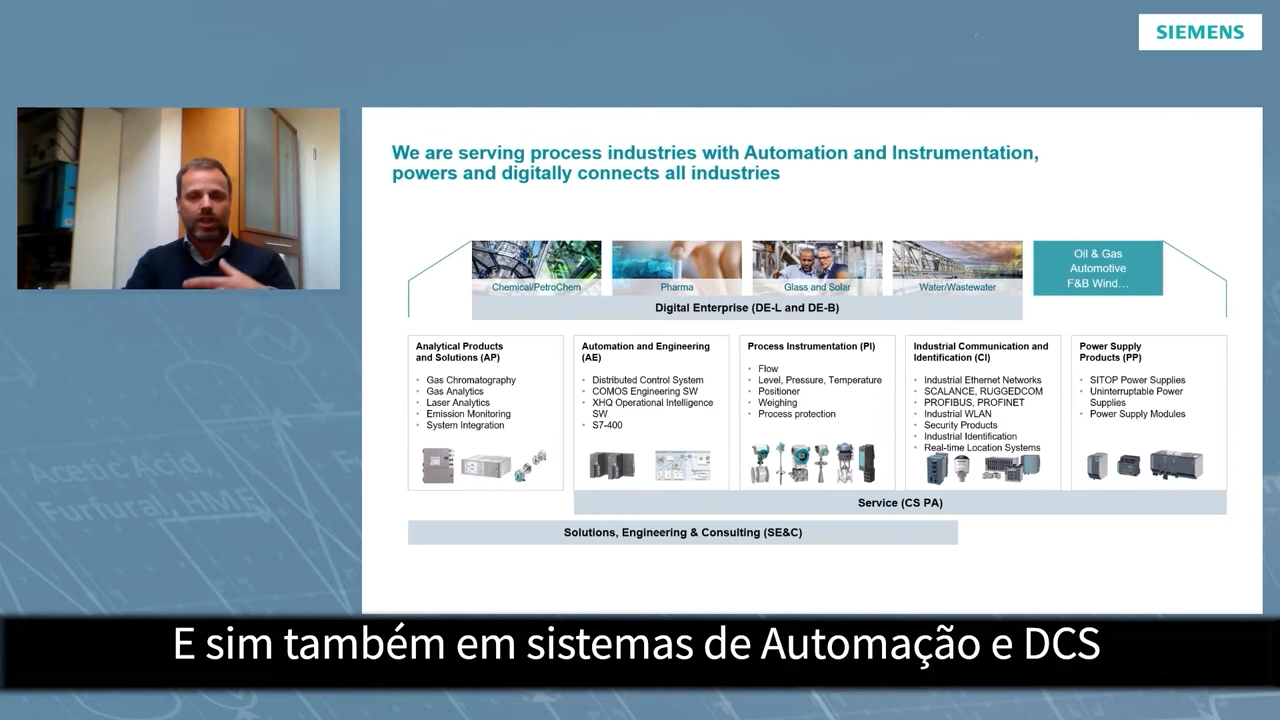 SIEMENS
We are serving process industries with Automation and Instrumentation,
powers and digitally connects all industries
Chemical/PetroChem
Pharma
Glass and Solar
Water/Wastewater
Oil & Gas
Automotive
F&B Wind…
Digital Enterprise (DE-L and DE-B)
Analytical Products
and Solutions (AP)
• Gas Chromatography
• Gas Analytics
• Laser Analytics
• Emission Monitoring
• System Integration
Automation and Engineering
(AE)
• Distributed Control System
• COMOS Engineering SW
• XHQ Operational Intelligence
SW
• S7-400
Process Instrumentation (PI)
• Flow
• Level, Pressure, Temperature
• Positioner
• Weighing
• Process protection
Industrial Communication and
Identification (CI)
• Industrial Ethernet Networks
• SCALANCE, RUGGEDCOM
• PROFIBUS, PROFINET
• Industrial WLAN
• Security Products
• Industrial Identification
• Real-time Location Systems
Power Supply
Products (PP)
• SITOP Power Supplies
• Uninterruptable Power
Supplies
• Power Supply Modules
Service (CS PA)
Solutions, Engineering & Consulting (SE&C)
Furfural, HMF
E sim também em sistemas de Automação e DCS